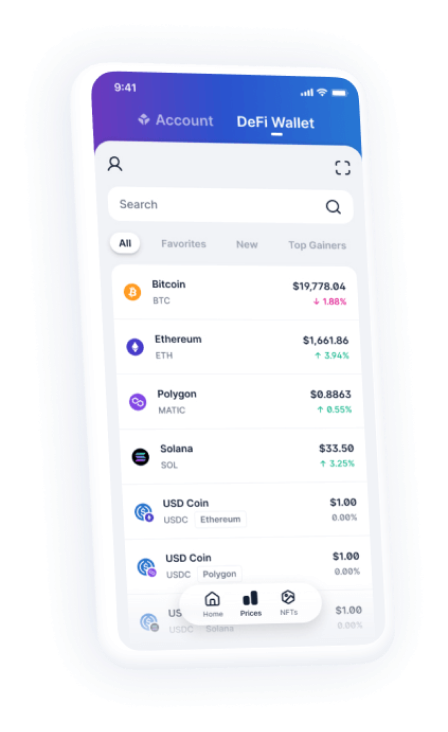 9:41
Account DeFi Wallet
Search
All Favorites New Top Gainers
Bitcoin $19,778.04
BTC ↓ 1.88%
Ethereum $1,661.86
ETH ↑ 3.94%
Polygon $0.8863
MATIC ↑ 0.55%
Solana $33.50
SOL ↑ 3.25%
USD Coin $1.00
USDC Ethereum 0.00%
USD Coin $1.00
USDC Polygon 0.00%
US $1.00
USDC Solana 0.00%
Home Prices NFTs